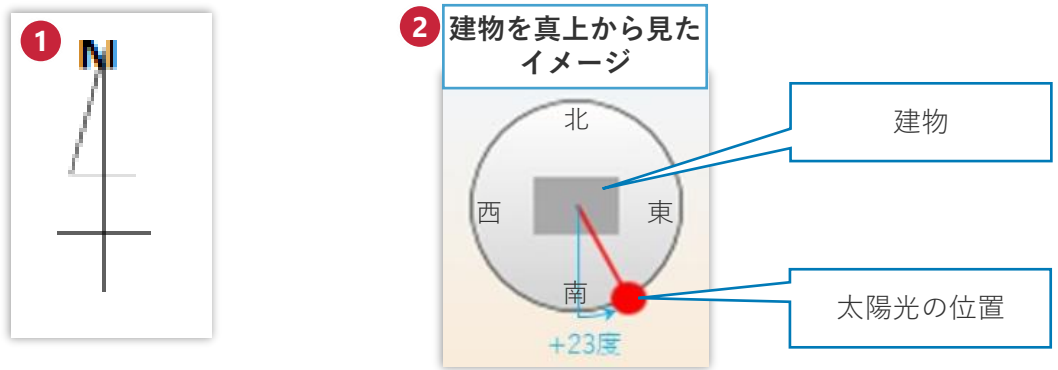 1
N
2
建物を真上から見た
イメージ
北
西
東
南
+23度
建物
太陽光の位置